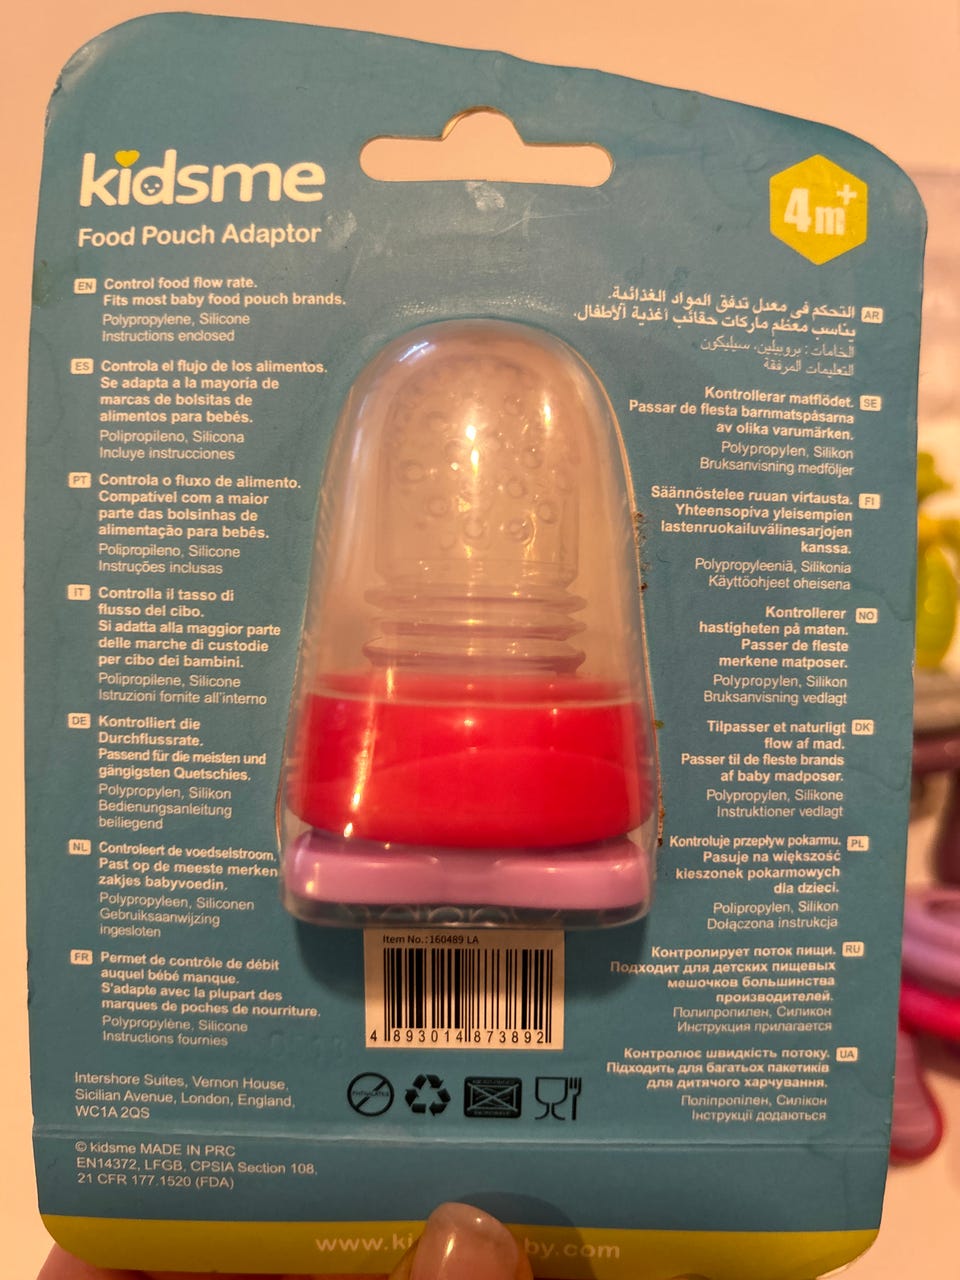 kidsme
Food Pouch Adaptor
4m+
EN Control food flow rate.
Fits most baby food pouch brands.
Polypropylene, Silicone
Instructions enclosed
ES Controla el flujo de los alimentos.
Se adapta a la mayoría de
marcas de bolsitas de
alimentos para bebés.
Polipropileno, Silicona
Incluye instrucciones
PT Controla o fluxo de alimento.
Compativel com a maior
parte das bolsinhas de
alimentação para bebês.
Polipropileno, Silicone
Instruções inclusas
IT Controlla il tasso di
flusso del cibo.
Si adatta alla maggior parte
delle marche di custodie
per cibo dei bambini.
Polipropilene, Silicone
Istruzioni fornite all'interno
DE Kontrolliert die
Durchflussrate.
Passend für die meisten und
gängigsten Quetschies.
Polypropylen, Silikon
Bedienungsanleitung
beiliegend
NL Controleert de voedselstroom,
Past op de meeste merken
zakjes babyvoedin.
Polypropyleen, Siliconen
Gebruiksaanwijzing
ingesloten
FR Permet de contrôle de débit
auquel bébé manque.
S'adapte avec la plupart des
marques de poches de nourriture.
Polypropylène, Silicone
Instructions fournies
Intershore Suites, Vernon House,
Sicilian Avenue, London, England,
WC1A 2QS
© kidsme MADE IN PRC
EN14372, LFGB, CPSIA Section 108,
21 CFR 177.1520 (FDA)
AR التحكم في معدل تدفق المواد الغذائية.
يناسب معظم ماركات حقائب أغذية الأطفال.
الخامات: بروبيلين، سيليكون
التعليمات المرفقة
Kontrollerar matflödet. SE
Passar de flesta barnmatspåsarna
av olika varumärken.
Polypropylen, Silikon
Bruksanvisning medföljer
Säännöstelee ruuan virtausta. FI
Yhteensopiva yleisempien
lastenruokailuvälinesarjojen
kanssa.
Polypropyleeniä, Silikonia
Käyttöohjeet oheisena
Kontrollerer NO
hastigheten på maten.
Passer de fleste
merkene matposer.
Polypropylen, Silikon
Bruksanvisning vedlagt
Tilpasser et naturligt DK
flow af mad.
Passer til de fleste brands
af baby madposer.
Polypropylen, Silikone
Instruktioner vedlagt
Kontroluje przepływ pokarmu. PL
Pasuje na większość
kieszonek pokarmowych
dla dzieci.
Polipropylen, Silikon
Dołączona instrukcja
Контролирует поток пищи. RU
Подходит для детских пищевых
мешочков большинства
производителей.
Полипропилен, Силикон
Инструкция прилагается
Контролює швидкість потоку. UA
Підходить для багатьох пакетиків
для дитячого харчування.
Поліпропілен, Силікон
Інструкції додаються
Item No.:160489 LA
4 893014 873892
www.ki by.com